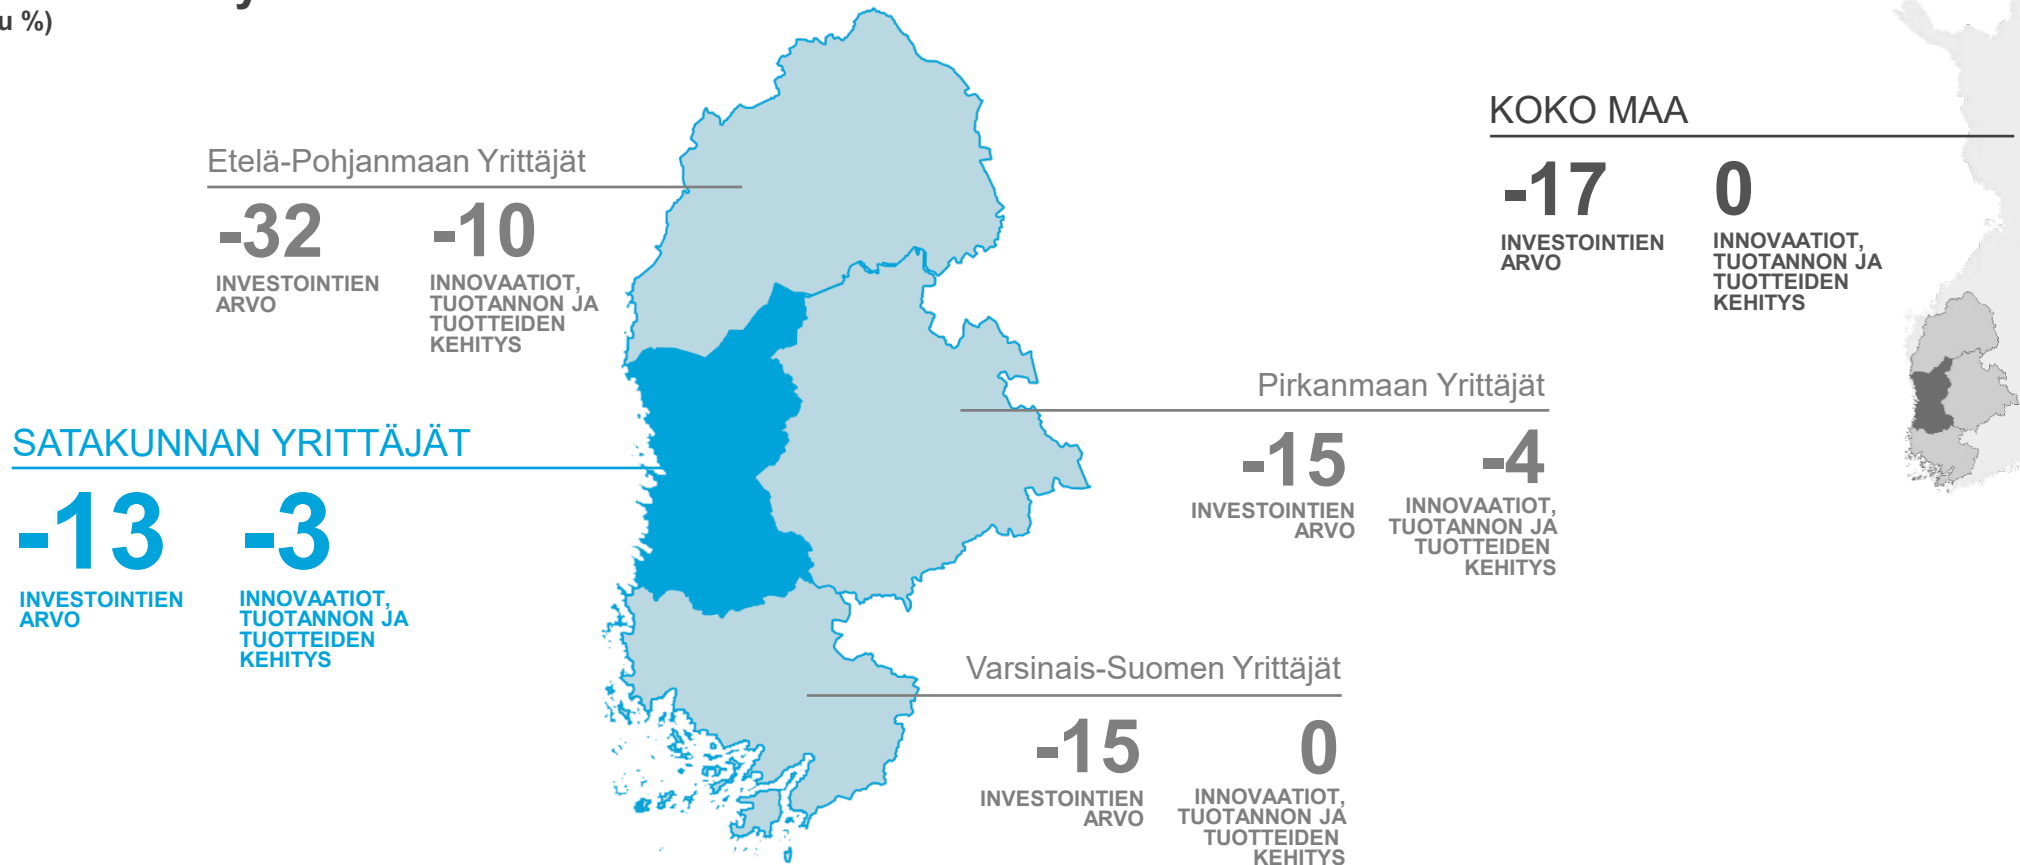 u %)
KOKO MAA
-17
INVESTOINTIEN
ARVO
0
INNOVAATIOT,
TUOTANNON JA
TUOTTEIDEN
KEHITYS
Etelä-Pohjanmaan Yrittäjät
-32
INVESTOINTIEN
ARVO
-10
INNOVAATIOT,
TUOTANNON JA
TUOTTEIDEN
KEHITYS
Pirkanmaan Yrittäjät
-15
INVESTOINTIEN
ARVO
-4
INNOVAATIOT,
TUOTANNON JA
TUOTTEIDEN
KEHITYS
SATAKUNNAN YRITTÄJÄT
-13
INVESTOINTIEN
ARVO
-3
INNOVAATIOT,
TUOTANNON JA
TUOTTEIDEN
KEHITYS
Varsinais-Suomen Yrittäjät
-15
INVESTOINTIEN
ARVO
0
INNOVAATIOT,
TUOTANNON JA
TUOTTEIDEN
KEHITYS